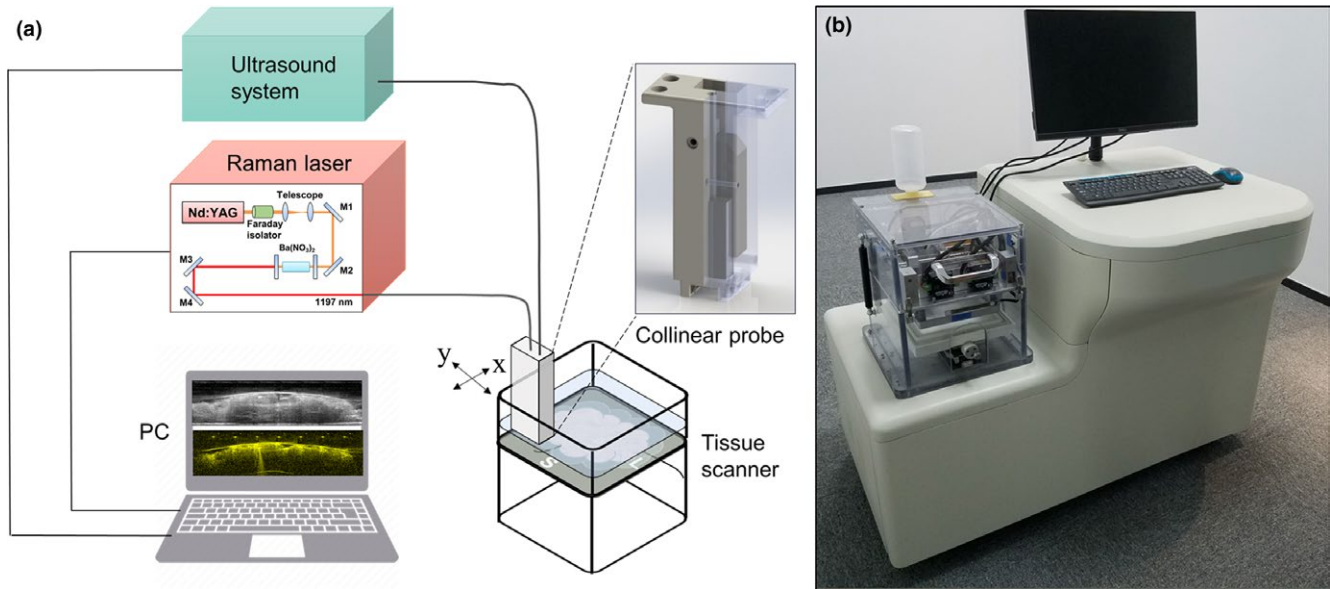 (a)
Ultrasound
system
Raman laser
Nd:YAG
Faraday
isolator
Telescope
M1
Ba(NO₃)₂
M2
M3
M4
1197 nm
PC
y
x
Collinear probe
Tissue
scanner
S
L
(b)